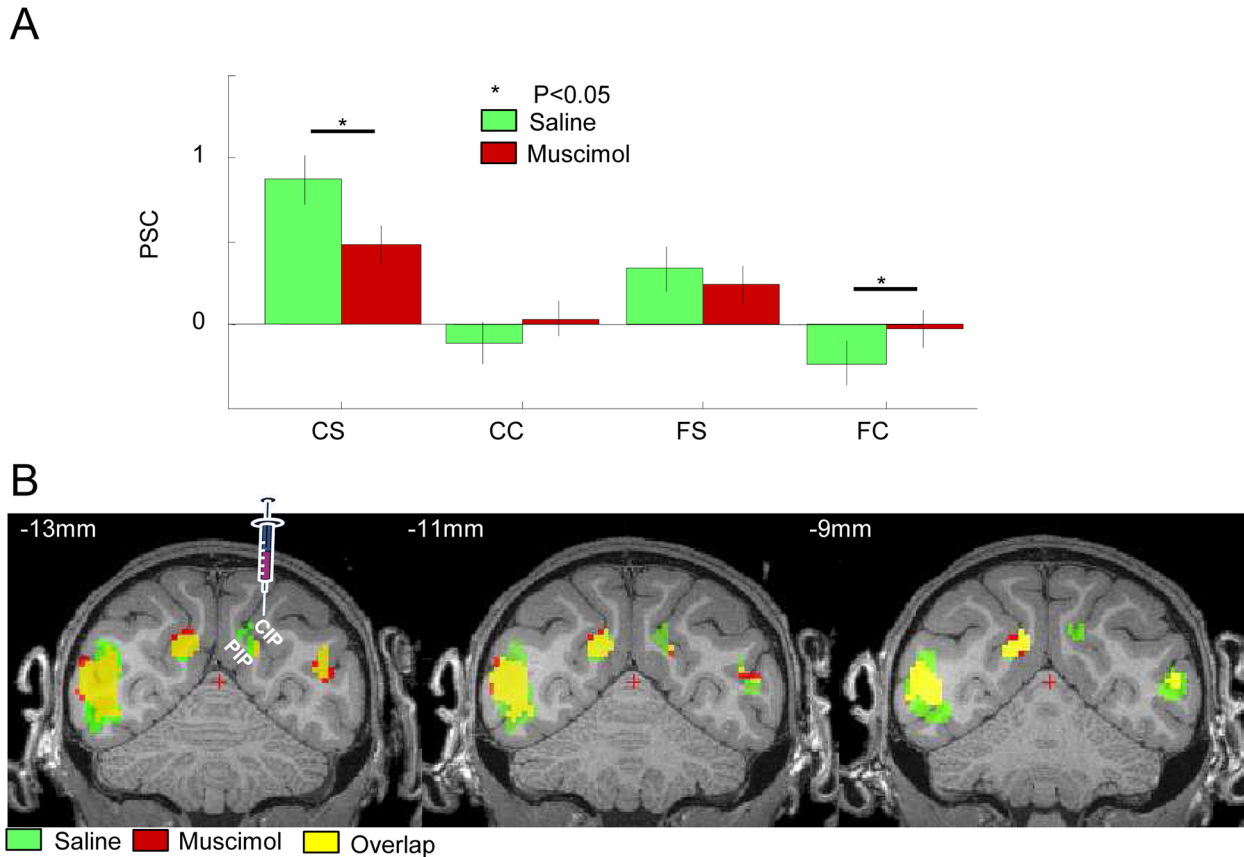 A
* P<0.05
Saline
Muscimol
*
*
1
0
PSC
CS CC FS FC
B
-13mm -11mm -9mm
CIP
PIP
Saline Muscimol Overlap